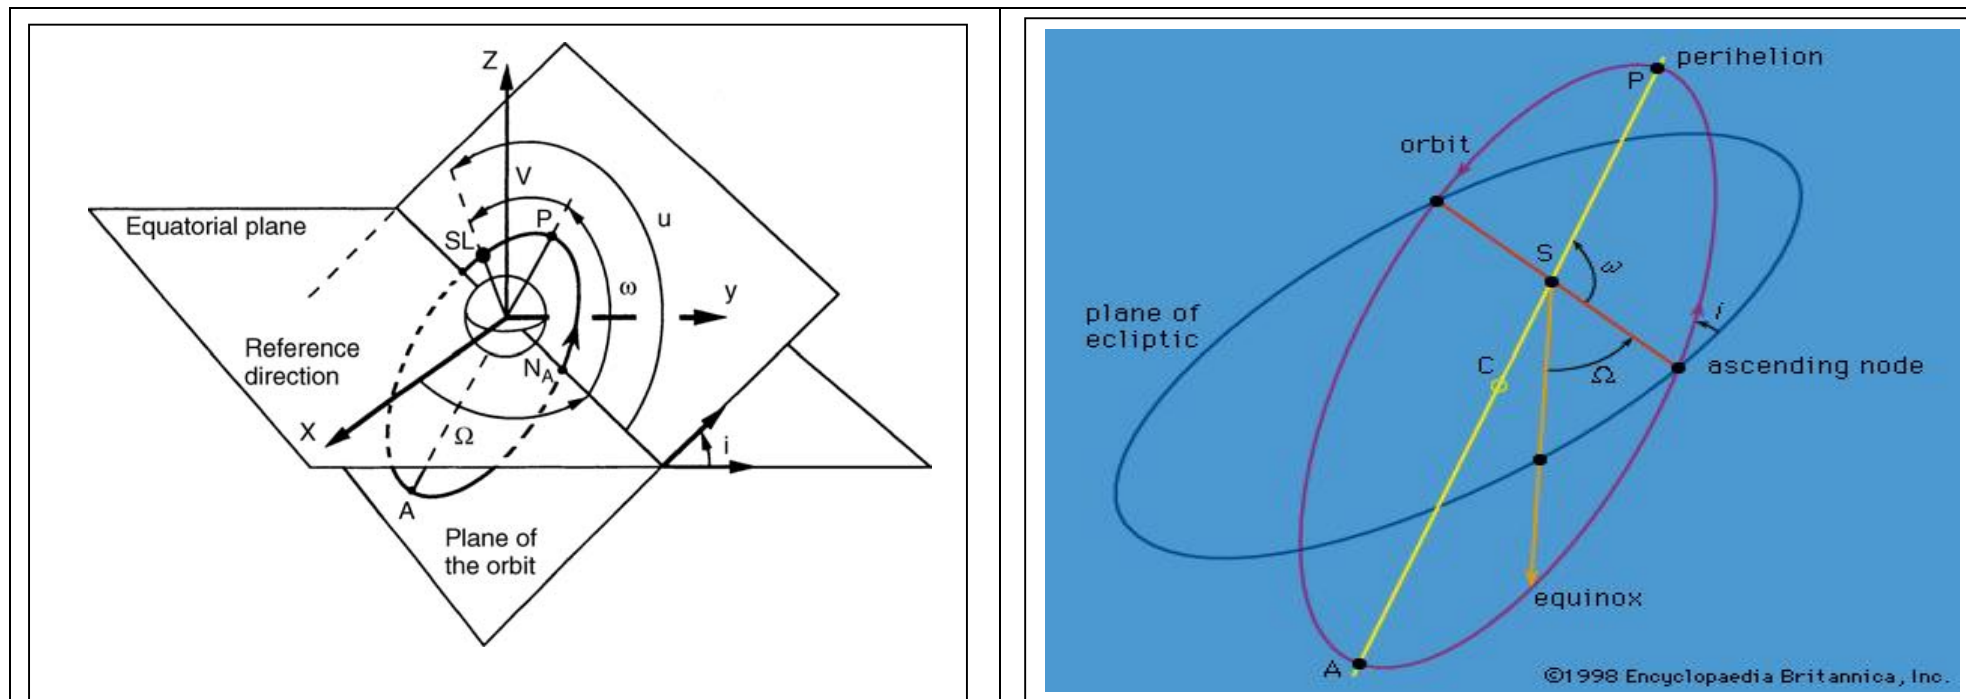 Z
V
P
u
Equatorial plane
SL
ω
y
Reference
direction
N_A
X
Ω
i
A
Plane of
the orbit
perihelion
P
orbit
S
ω
plane of
ecliptic
i
C
Ω
ascending node
equinox
A
©1998 Encyclopaedia Britannica, Inc.